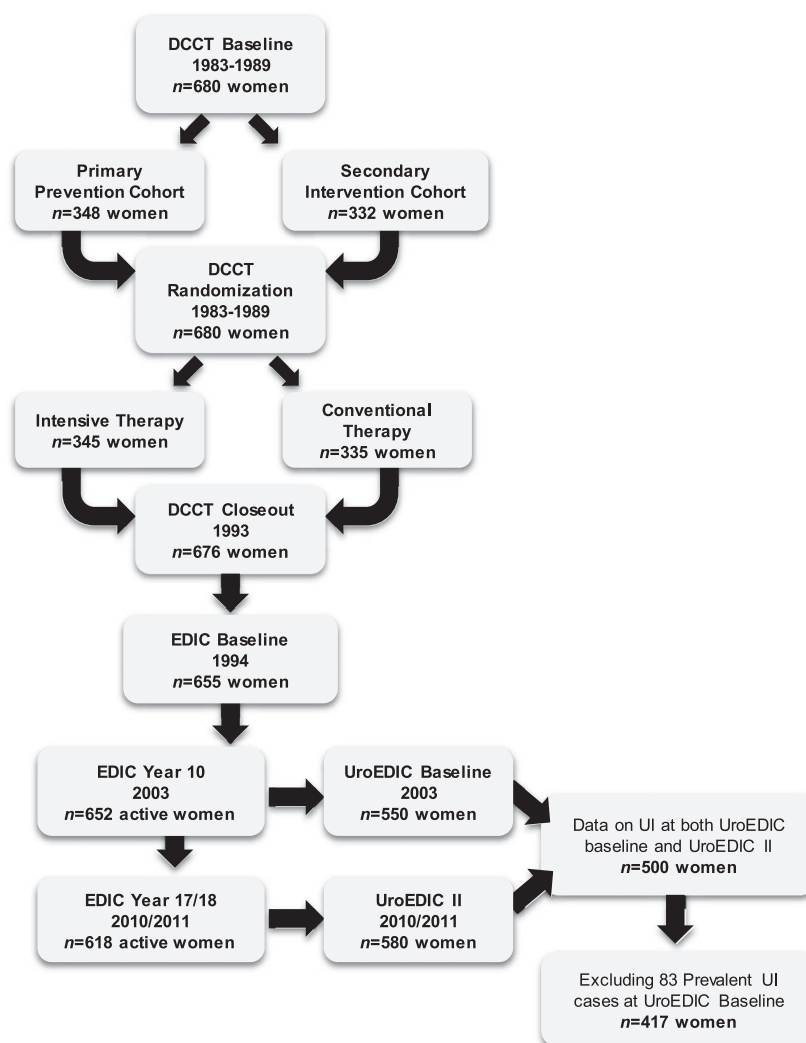 DCCT Baseline
1983-1989
n=680 women
Primary
Prevention Cohort
n=348 women
Secondary
Intervention Cohort
n=332 women
DCCT
Randomization
1983-1989
n=680 women
Intensive Therapy
n=345 women
Conventional
Therapy
n=335 women
DCCT Closeout
1993
n=676 women
EDIC Baseline
1994
n=655 women
EDIC Year 10
2003
n=652 active women
UroEDIC Baseline
2003
n=550 women
Data on UI at both UroEDIC
baseline and UroEDIC II
n=500 women
EDIC Year 17/18
2010/2011
n=618 active women
UroEDIC II
2010/2011
n=580 women
Excluding 83 Prevalent UI
cases at UroEDIC Baseline
n=417 women